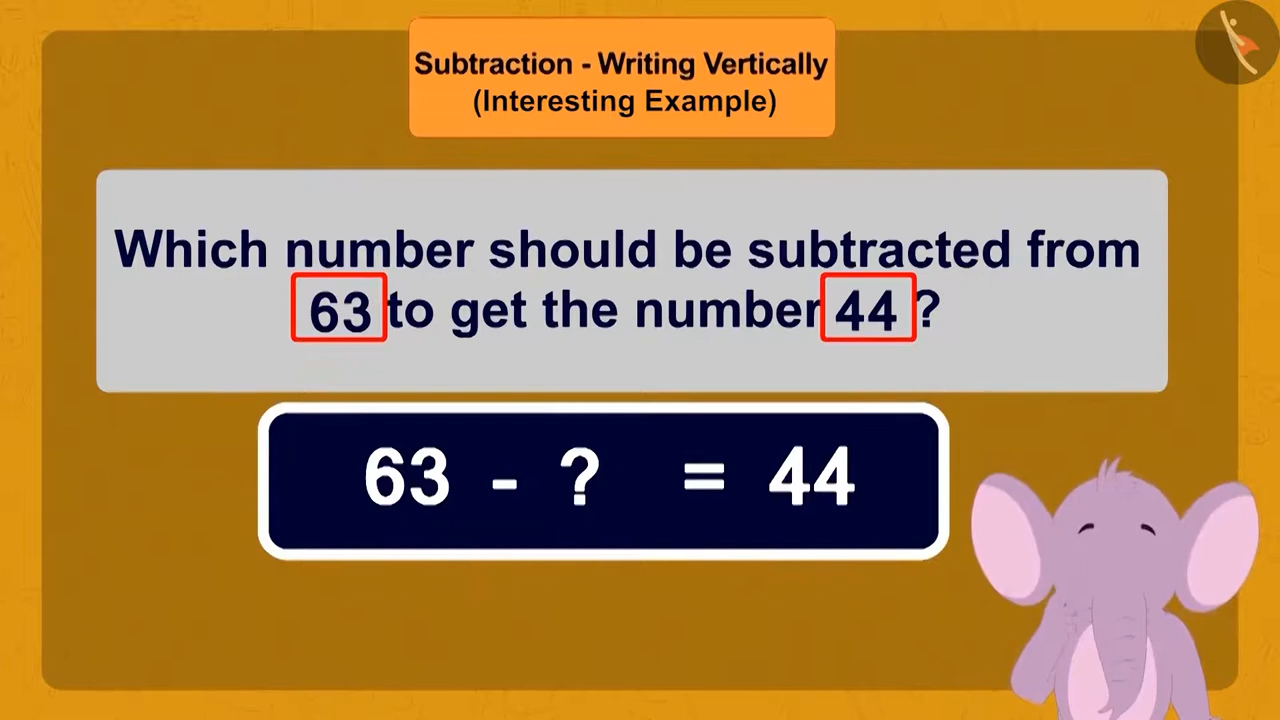 Subtraction - Writing Vertically
(Interesting Example)
Which number should be subtracted from
63 to get the number 44 ?
63 - ? = 44